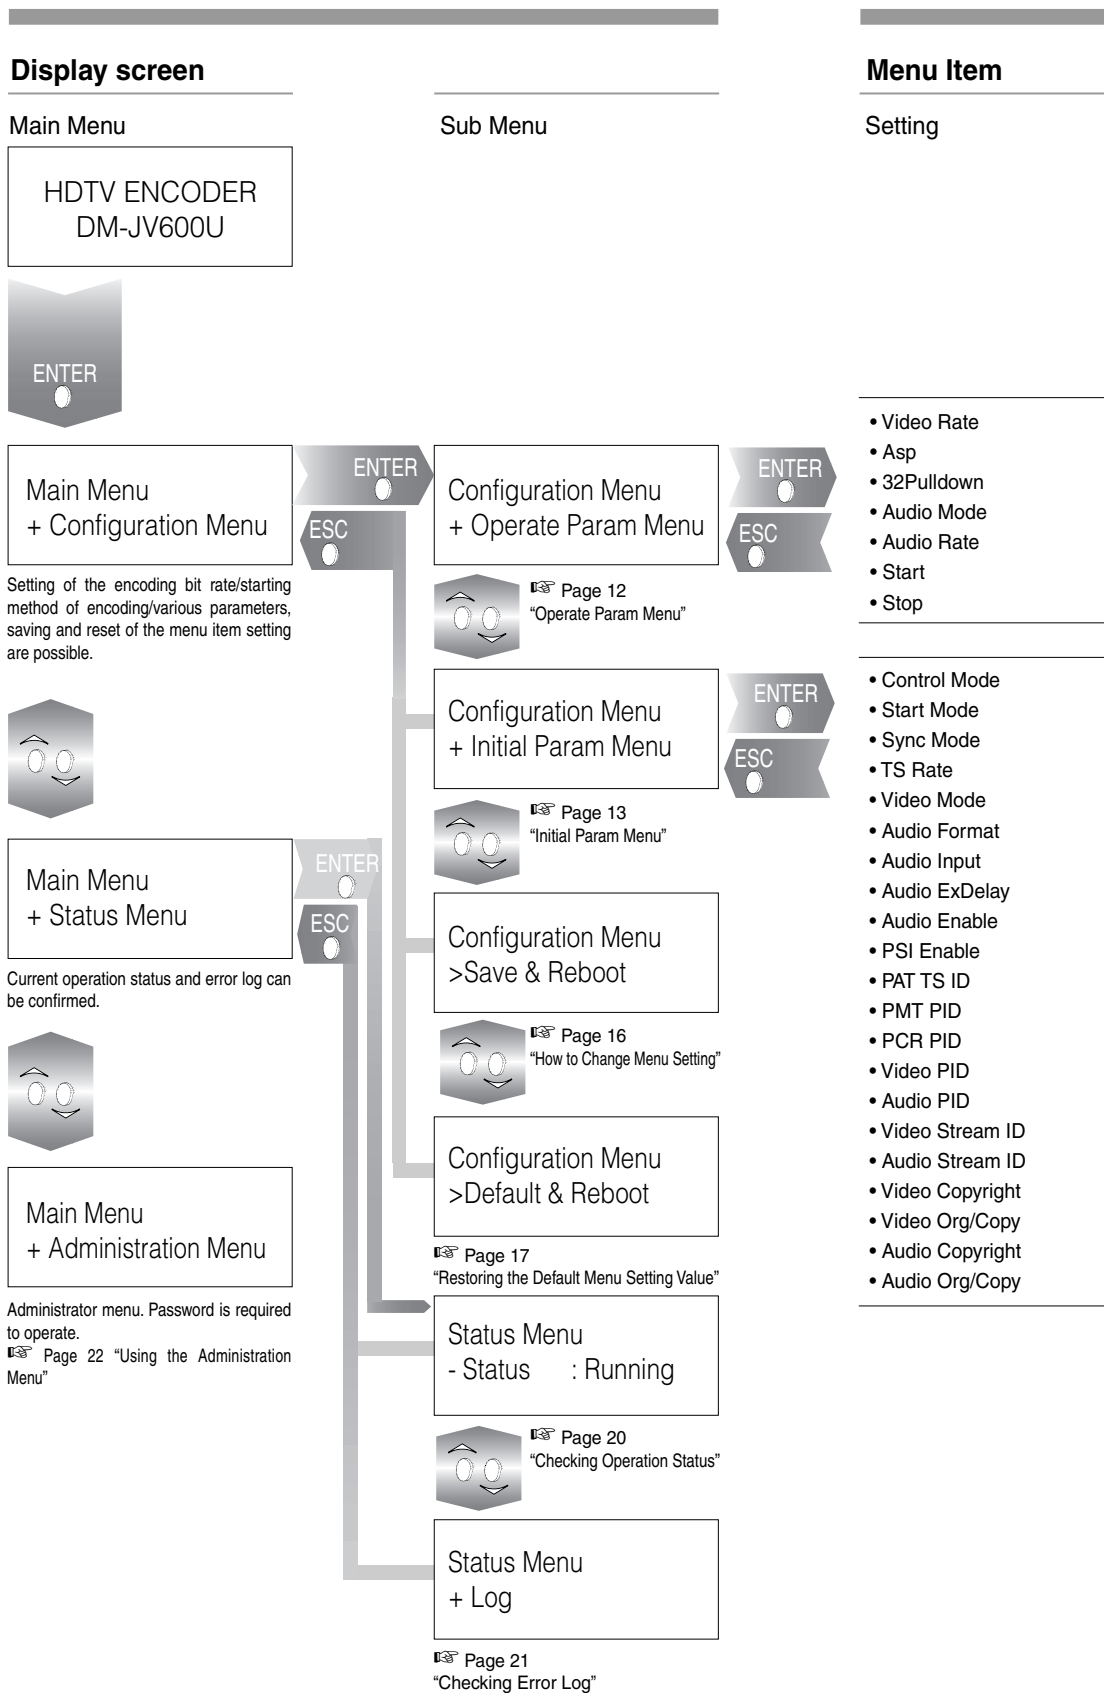 Display screen
Main Menu
HDTV ENCODER
DM-JV600U
ENTER
Main Menu
+ Configuration Menu
ENTER
ESC
Setting of the encoding bit rate/starting
method of encoding/various parameters,
saving and reset of the menu item setting
are possible.
Main Menu
+ Status Menu
ENTER
ESC
Current operation status and error log can
be confirmed.
Main Menu
+ Administration Menu
Administrator menu. Password is required
to operate.
☞ Page 22 “Using the Administration
Menu”
Sub Menu
Configuration Menu
+ Operate Param Menu
ENTER
ESC
☞ Page 12
“Operate Param Menu”
Configuration Menu
+ Initial Param Menu
ENTER
ESC
☞ Page 13
“Initial Param Menu”
Configuration Menu
>Save & Reboot
☞ Page 16
“How to Change Menu Setting”
Configuration Menu
>Default & Reboot
☞ Page 17
“Restoring the Default Menu Setting Value”
Status Menu
- Status : Running
☞ Page 20
“Checking Operation Status”
Status Menu
+ Log
☞ Page 21
“Checking Error Log”
Menu Item
Setting
• Video Rate
• Asp
• 32Pulldown
• Audio Mode
• Audio Rate
• Start
• Stop
• Control Mode
• Start Mode
• Sync Mode
• TS Rate
• Video Mode
• Audio Format
• Audio Input
• Audio ExDelay
• Audio Enable
• PSI Enable
• PAT TS ID
• PMT PID
• PCR PID
• Video PID
• Audio PID
• Video Stream ID
• Audio Stream ID
• Video Copyright
• Video Org/Copy
• Audio Copyright
• Audio Org/Copy